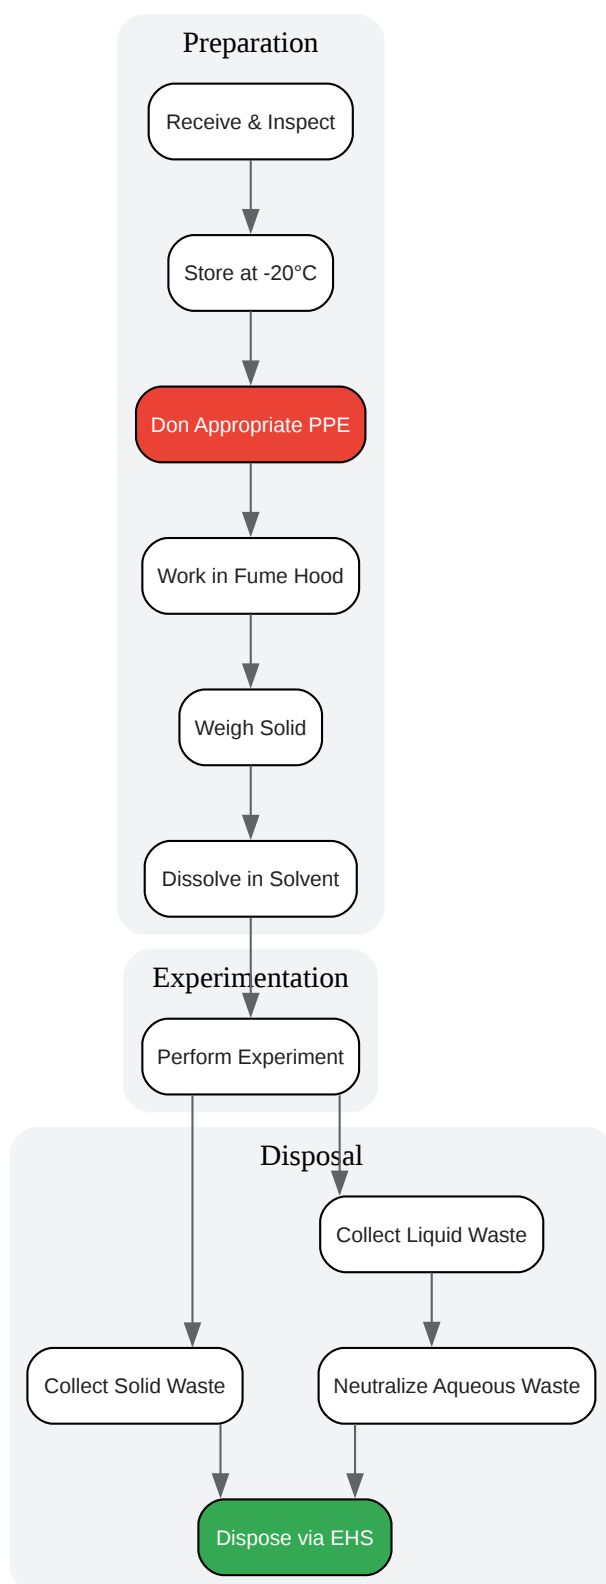 Preparation
Receive & Inspect
Store at -20°C
Don Appropriate PPE
Work in Fume Hood
Weigh Solid
Dissolve in Solvent
Experimentation
Perform Experiment
Disposal
Collect Liquid Waste
Collect Solid Waste
Neutralize Aqueous Waste
Dispose via EHS